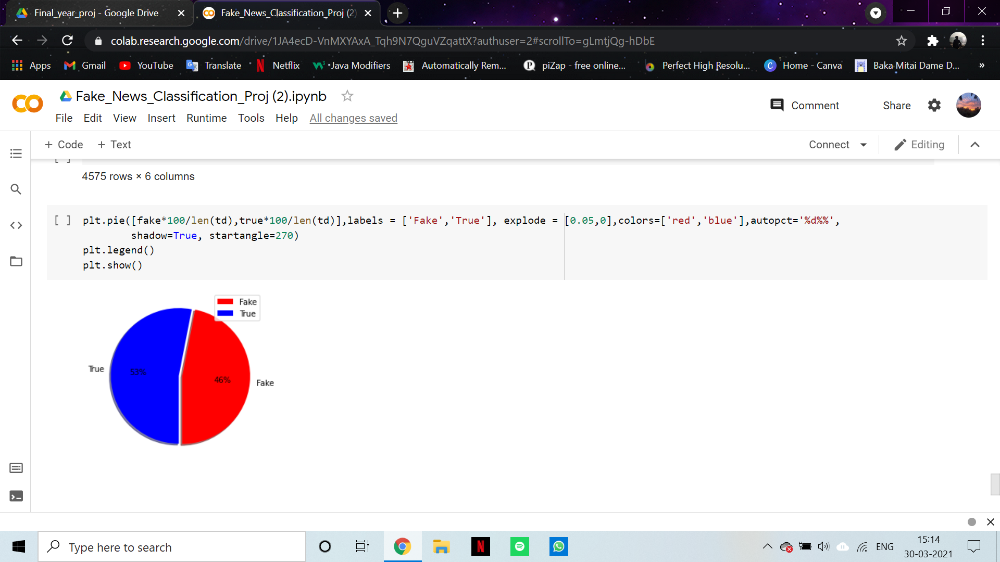 Final_year_proj - Google Drive
Fake_News_Classification_Proj (2)
colab.research.google.com/drive/1JA4ecD-VnMXYAxA_Tqh9N7QguVZqattX?authuser=2#scrollTo=gLmtjQg-hDbE
Apps Gmail YouTube Translate Netflix Java Modifiers Automatically Rem... piZap - free online... Perfect High Resolu... Home - Canva Baka Mitai Dame D... »
Fake_News_Classification_Proj (2).ipynb
Comment Share
File Edit View Insert Runtime Tools Help All changes saved
+ Code + Text Connect Editing
4575 rows × 6 columns
[ ] plt.pie([fake*100/len(td),true*100/len(td)],labels = ['Fake','True'], explode = [0.05,0],colors=['red','blue'],autopct='%d%%',
shadow=True, startangle=270)
plt.legend()
plt.show()
Fake
True
True
53%
46%
Fake
Type here to search
ENG
15:14
30-03-2021